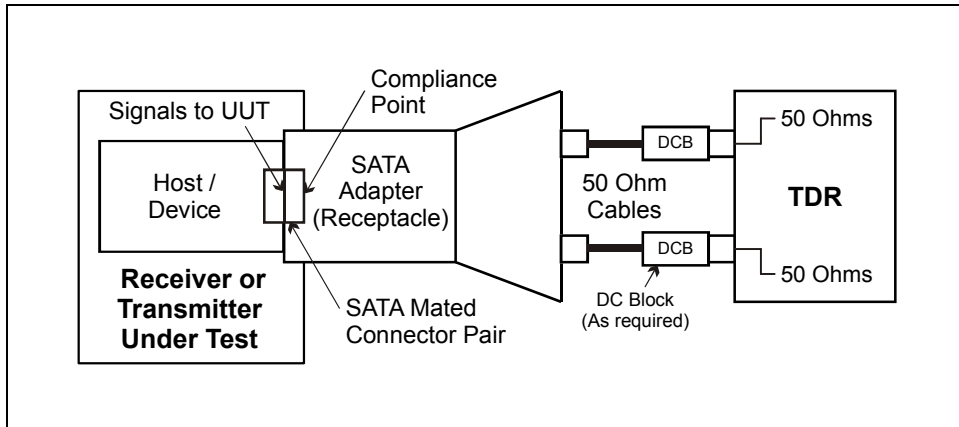 Compliance
Point
Signals to UUT
Host /
Device
SATA
Adapter
(Receptacle)
Receiver or
Transmitter
Under Test
SATA Mated
Connector Pair
DCB
50 Ohm
Cables
DCB
DC Block
(As required)
50 Ohms
TDR
50 Ohms